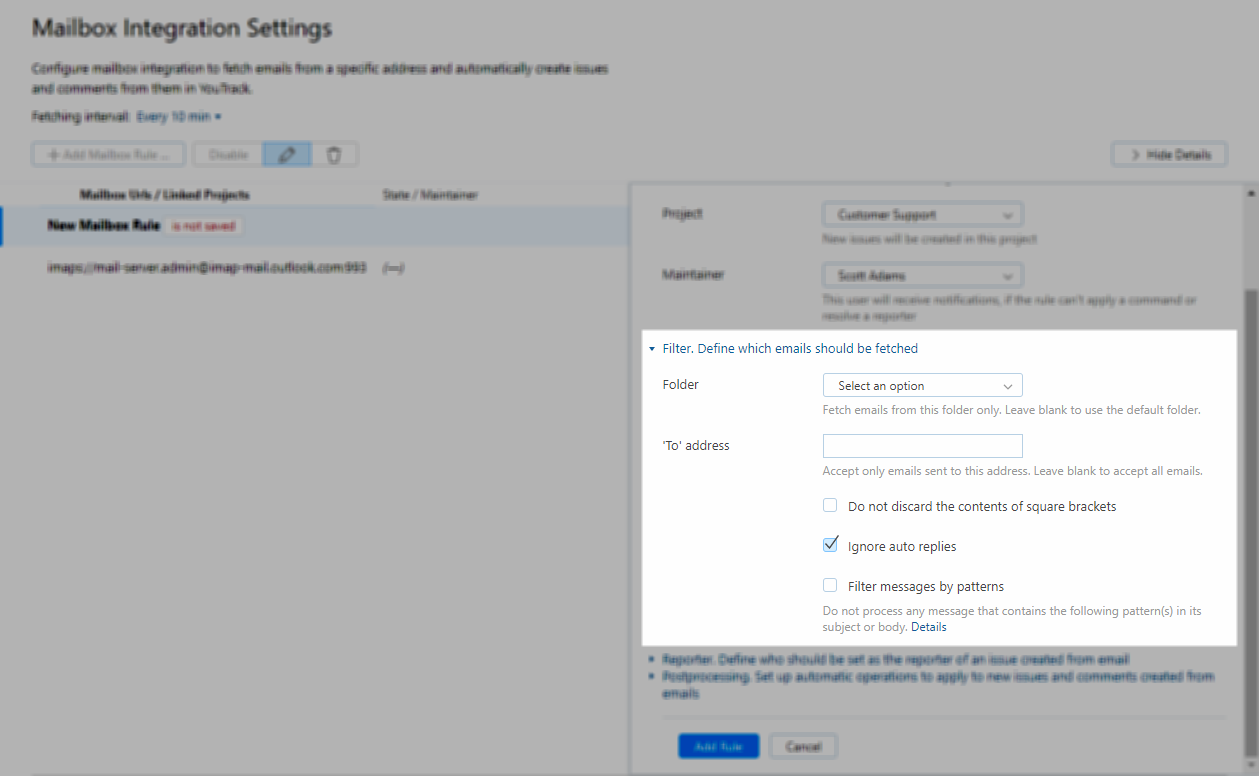 Mailbox Integration Settings
Configure mailbox integration to fetch emails from a specific address and automatically create issues
and comments from them in YouTrack.
Fetching interval: Every 10 min
Add Mailbox Rule ...
Disable
Hide Details
Mailbox Urls / Linked Projects
State / Maintainer
New Mailbox Rule is not saved
imaps://mail-server.admin@imap-mail.outlook.com:993 (—)
Project
Customer Support
New issues will be created in this project
Maintainer
Scott Adams
This user will receive notifications, if the rule can't apply a command or
resolve a reporter
Filter. Define which emails should be fetched
Folder
Select an option
Fetch emails from this folder only. Leave blank to use the default folder.
'To' address
Accept only emails sent to this address. Leave blank to accept all emails.
Do not discard the contents of square brackets
Ignore auto replies
Filter messages by patterns
Do not process any message that contains the following pattern(s) in its
subject or body. Details
Reporter. Define who should be set as the reporter of an issue created from email
Postprocessing. Set up automatic operations to apply to new issues and comments created from
emails
Add Rule
Cancel